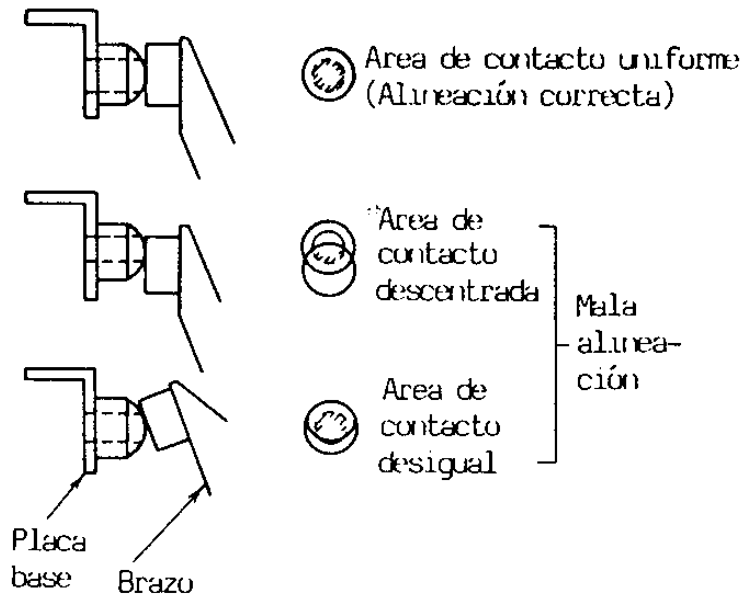 Area de contacto uniforme
(Alineación correcta)
Area de
contacto
descentrada
Mala
alinea-
ción
Area de
contacto
desigual
Placa
base
Brazo